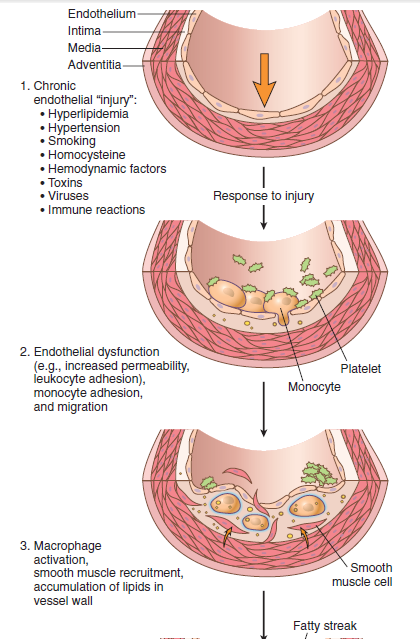 Endothelium
Intima
Media
Adventitia
1. Chronic
endothelial “injury”:
• Hyperlipidemia
• Hypertension
• Smoking
• Homocysteine
• Hemodynamic factors
• Toxins
• Viruses
• Immune reactions
Response to injury
2. Endothelial dysfunction
(e.g., increased permeability,
leukocyte adhesion),
monocyte adhesion,
and migration
Platelet
Monocyte
3. Macrophage
activation,
smooth muscle recruitment,
accumulation of lipids in
vessel wall
Smooth
muscle cell
Fatty streak